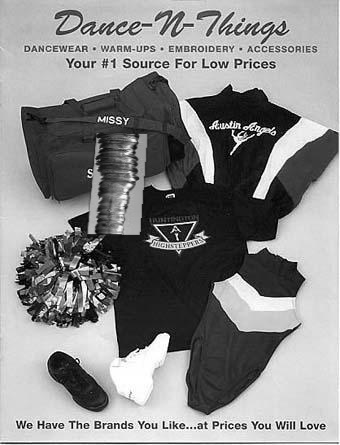 Dance-N-Things
DANCEWEAR • WARM-UPS • EMBROIDERY • ACCESSORIES
Your #1 Source For Low Prices
MISSY
Austin Angels
S
HUNTINGTON
A
HIGHSTEPPERS
We Have The Brands You Like...at Prices You Will Love